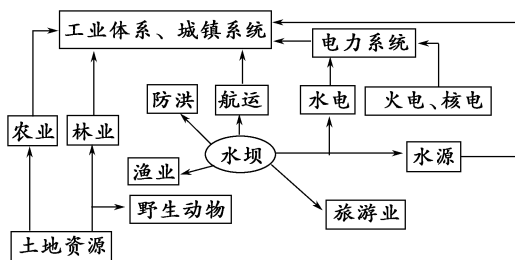 工业体系、城镇系统
电力系统
防洪
航运
水电
火电、核电
农业
林业
水坝
水源
渔业
野生动物
旅游业
土地资源